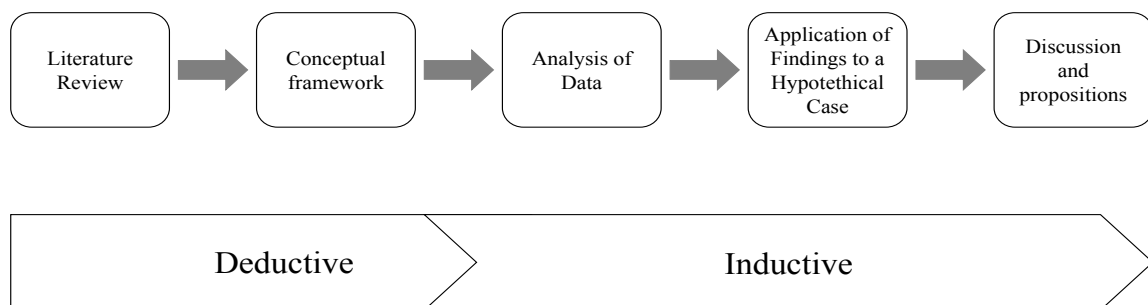 Literature
Review
Conceptual
framework
Analysis of
Data
Application of
Findings to a
Hypotethical
Case
Discussion
and
propositions
Deductive
Inductive